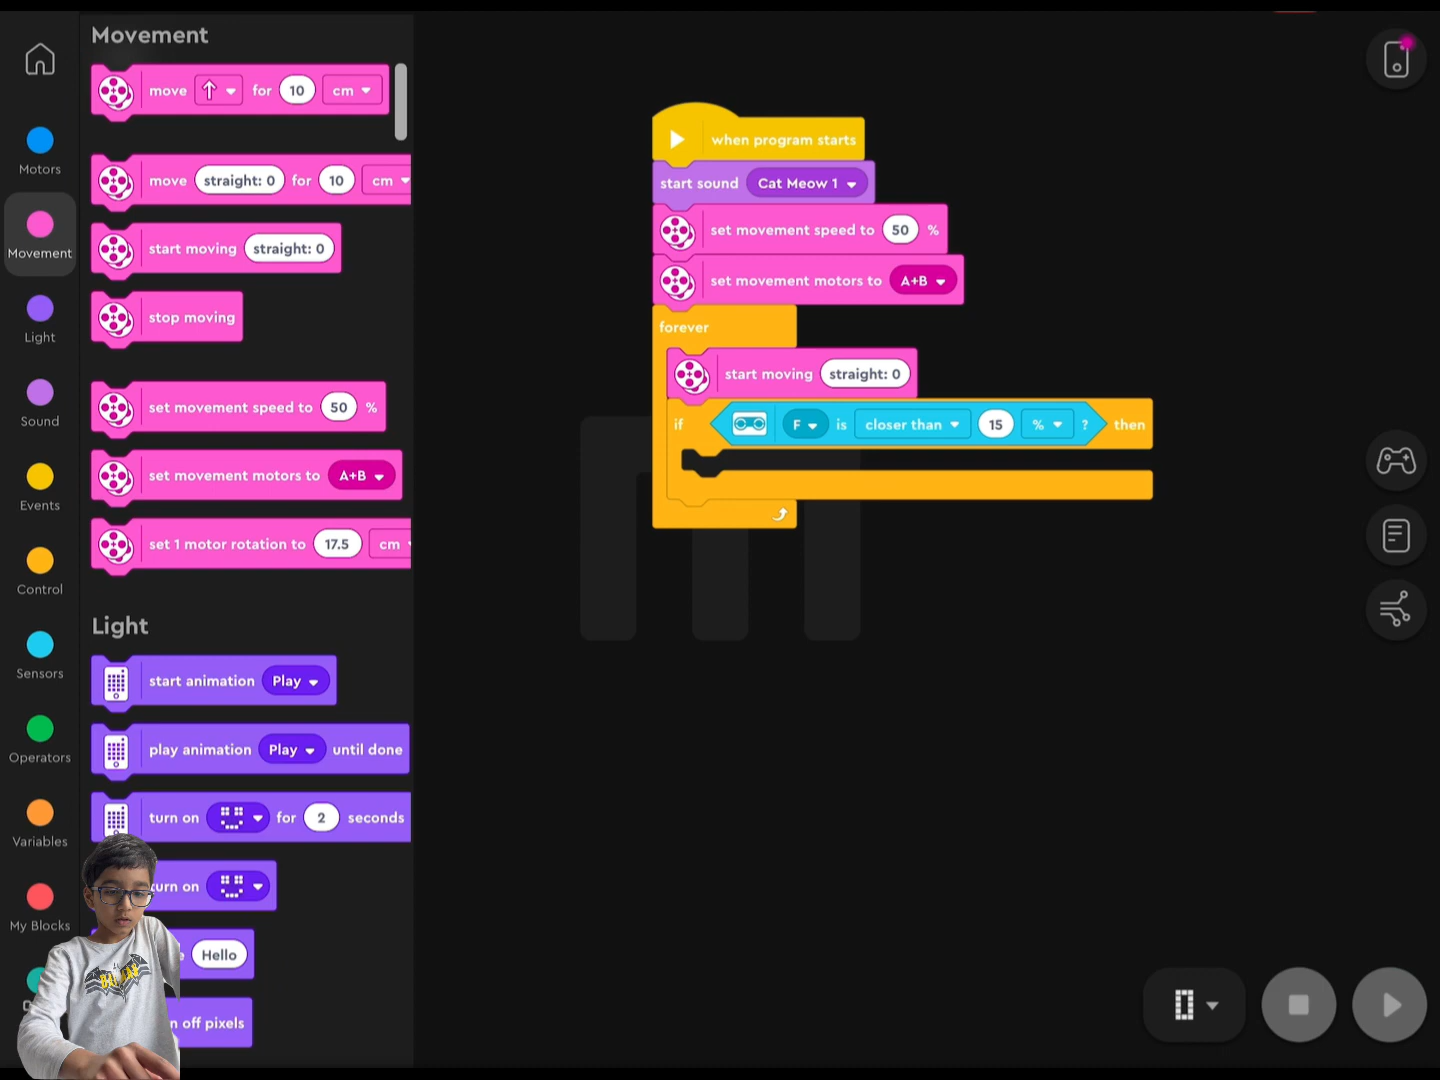 Movement
move for 10 cm
move straight: 0 for 10 cm
start moving straight: 0
stop moving
set movement speed to 50 %
set movement motors to A+B
set 1 motor rotation to 17.5 cm
Light
start animation Play
play animation Play until done
turn on for 2 seconds
turn on
Hello
off pixels
Motors
Movement
Light
Sound
Events
Control
Sensors
Operators
Variables
My Blocks
when program starts
start sound Cat Meow 1
set movement speed to 50 %
set movement motors to A+B
forever
start moving straight: 0
if F is closer than 15 % ? then